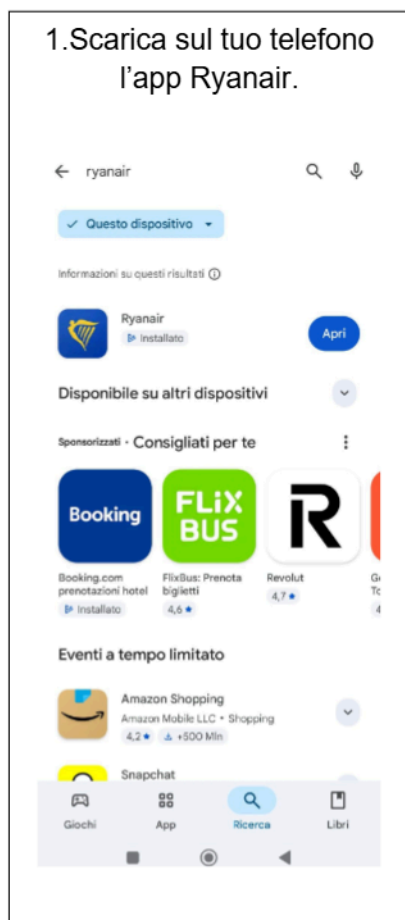 1.Scarica sul tuo telefono
l'app Ryanair.
ryanair
Questo dispositivo
Informazioni su questi risultati
Ryanair
Installato
Apri
Disponibile su altri dispositivi
Sponsorizzati • Consigliati per te
Booking
FLiX
BUS
R
Booking.com
prenotazioni hotel
Installato
FlixBus: Prenota
biglietti
4,6 ★
Revolut
4,7 ★
Eventi a tempo limitato
Amazon Shopping
Amazon Mobile LLC • Shopping
4,2 ★ +500 Mln
Snapchat
Giochi
App
Ricerca
Libri